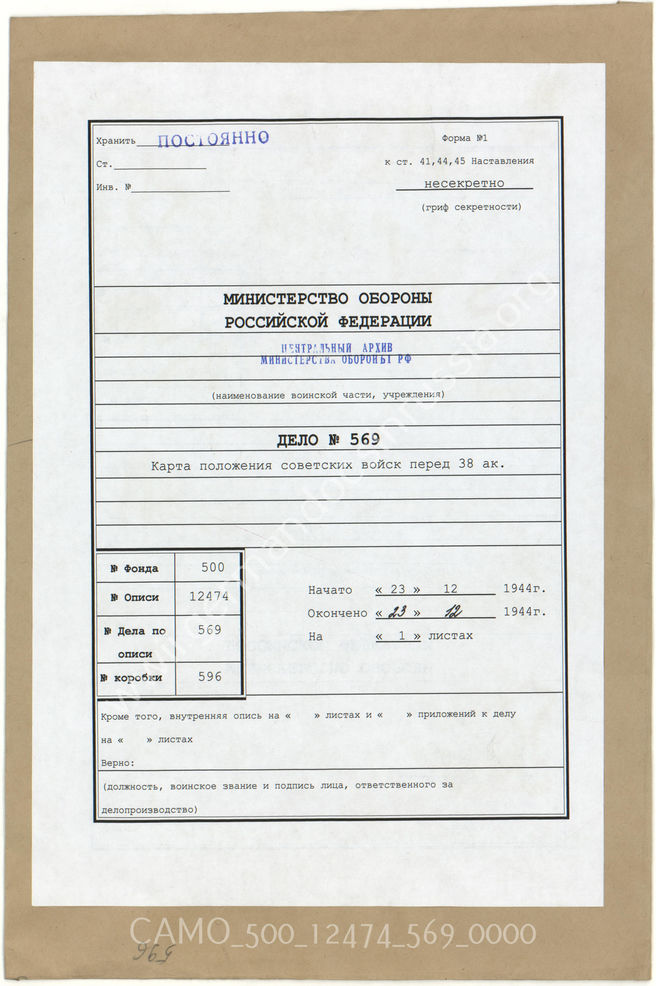 Хранить ПОСТОЯННО
Форма №1
Ст.
к ст. 41,44,45 Наставления
Инв. №
несекретно
(гриф секретности)
МИНИСТЕРСТВО ОБОРОНЫ
РОССИЙСКОЙ ФЕДЕРАЦИИ
ЦЕНТРАЛЬНЫЙ АРХИВ
МИНИСТЕРСТВА ОБОРОНЫ РФ
(наименование воинской части, учреждения)
ДЕЛО № 569
Карта положения советских войск перед 38 ак.
№ Фонда 500
№ Описи 12474
№ Дела по описи 569
№ коробки 596
Начато « 23 » 12 1944г.
Окончено « 23 » 12 1944г.
На « 1 » листах
Кроме того, внутренняя опись на « » листах и « » приложений к делу
на « » листах
Верно:
(должность, воинское звание и подпись лица, ответственного за
делопроизводство)
CAMO_500_12474_569_0000
596